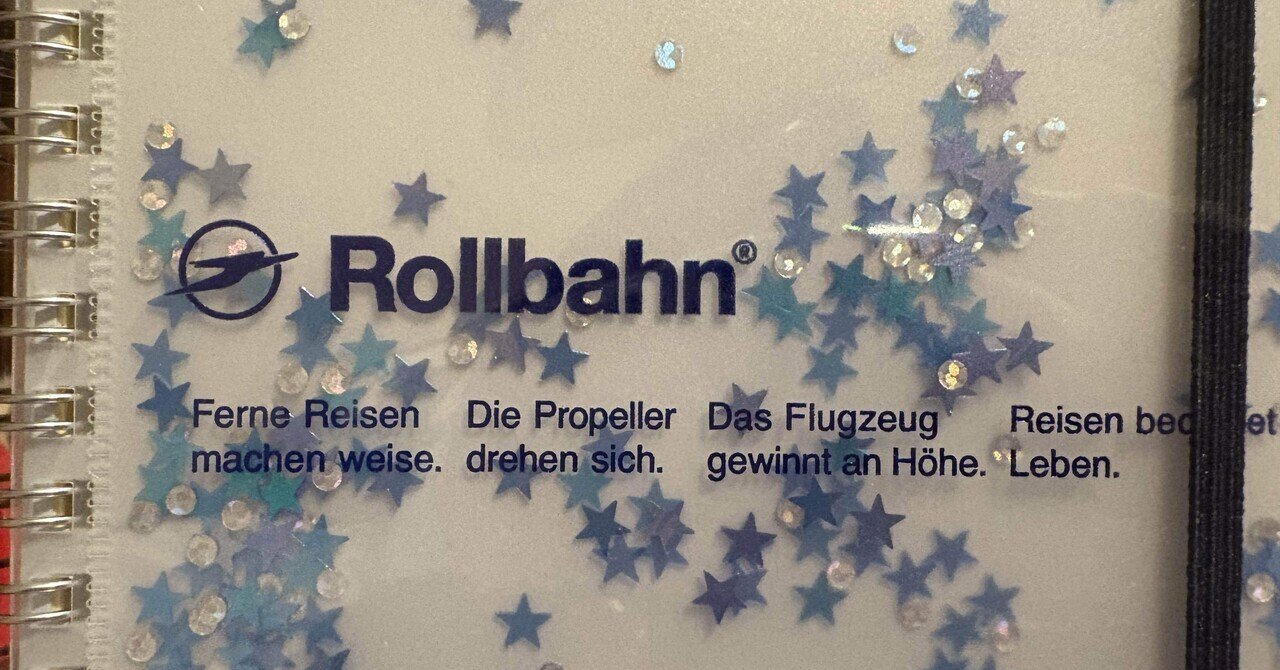 Rollbahn®
Ferne Reisen
machen weise.
Die Propeller
drehen sich.
Das Flugzeug
gewinnt an Höhe.
Reisen
Leben.